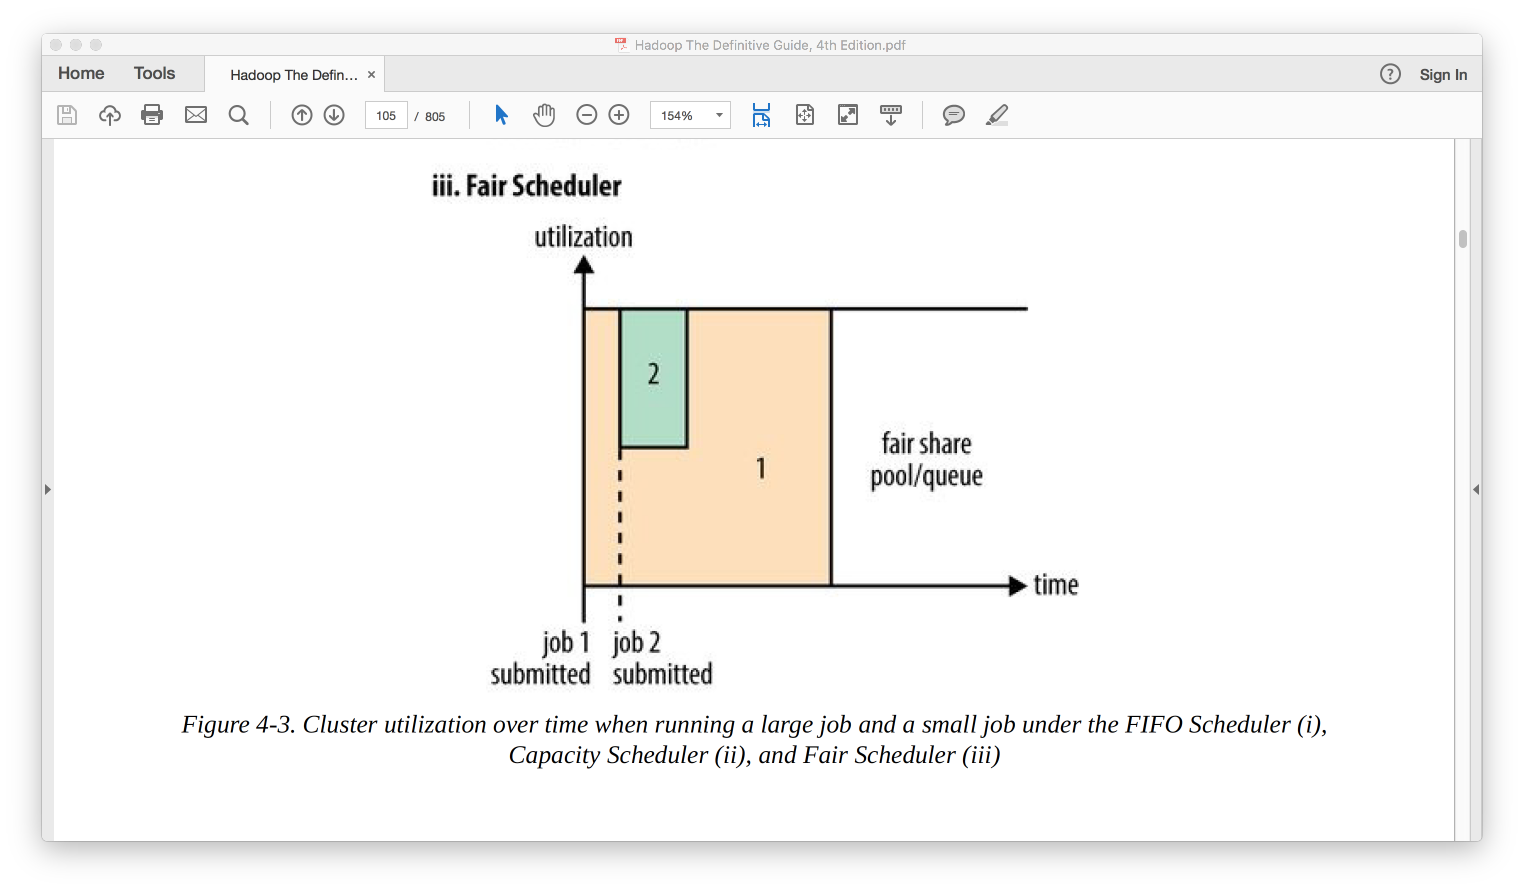 Hadoop The Definitive Guide, 4th Edition.pdf
Home Tools Hadoop The Defin... × ? Sign In
105 / 805 154%
iii. Fair Scheduler
utilization
2
1
fair share
pool/queue
time
job 1 job 2
submitted submitted
Figure 4-3. Cluster utilization over time when running a large job and a small job under the FIFO Scheduler (i),
Capacity Scheduler (ii), and Fair Scheduler (iii)